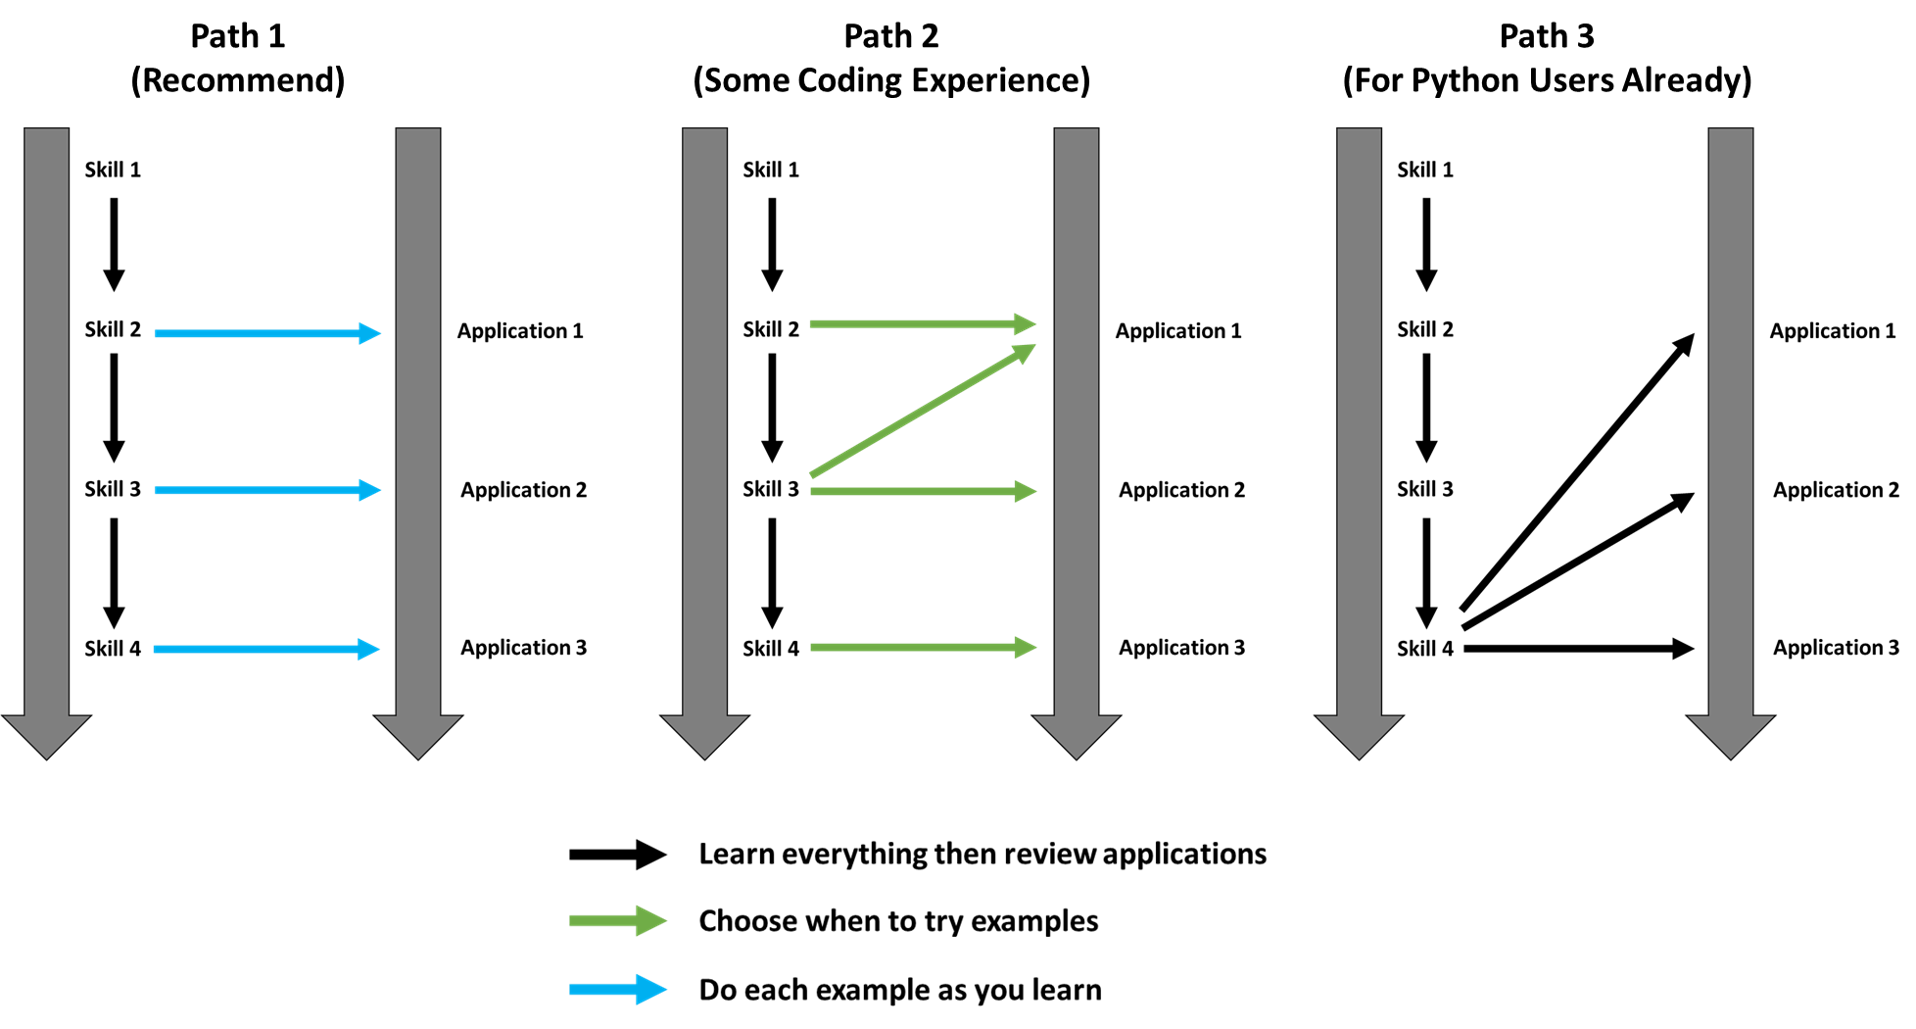 Path 1
(Recommend)
Skill 1
Skill 2
Application 1
Skill 3
Application 2
Skill 4
Application 3
Path 2
(Some Coding Experience)
Skill 1
Skill 2
Application 1
Skill 3
Application 2
Skill 4
Application 3
Path 3
(For Python Users Already)
Skill 1
Skill 2
Application 1
Skill 3
Application 2
Skill 4
Application 3
Learn everything then review applications
Choose when to try examples
Do each example as you learn